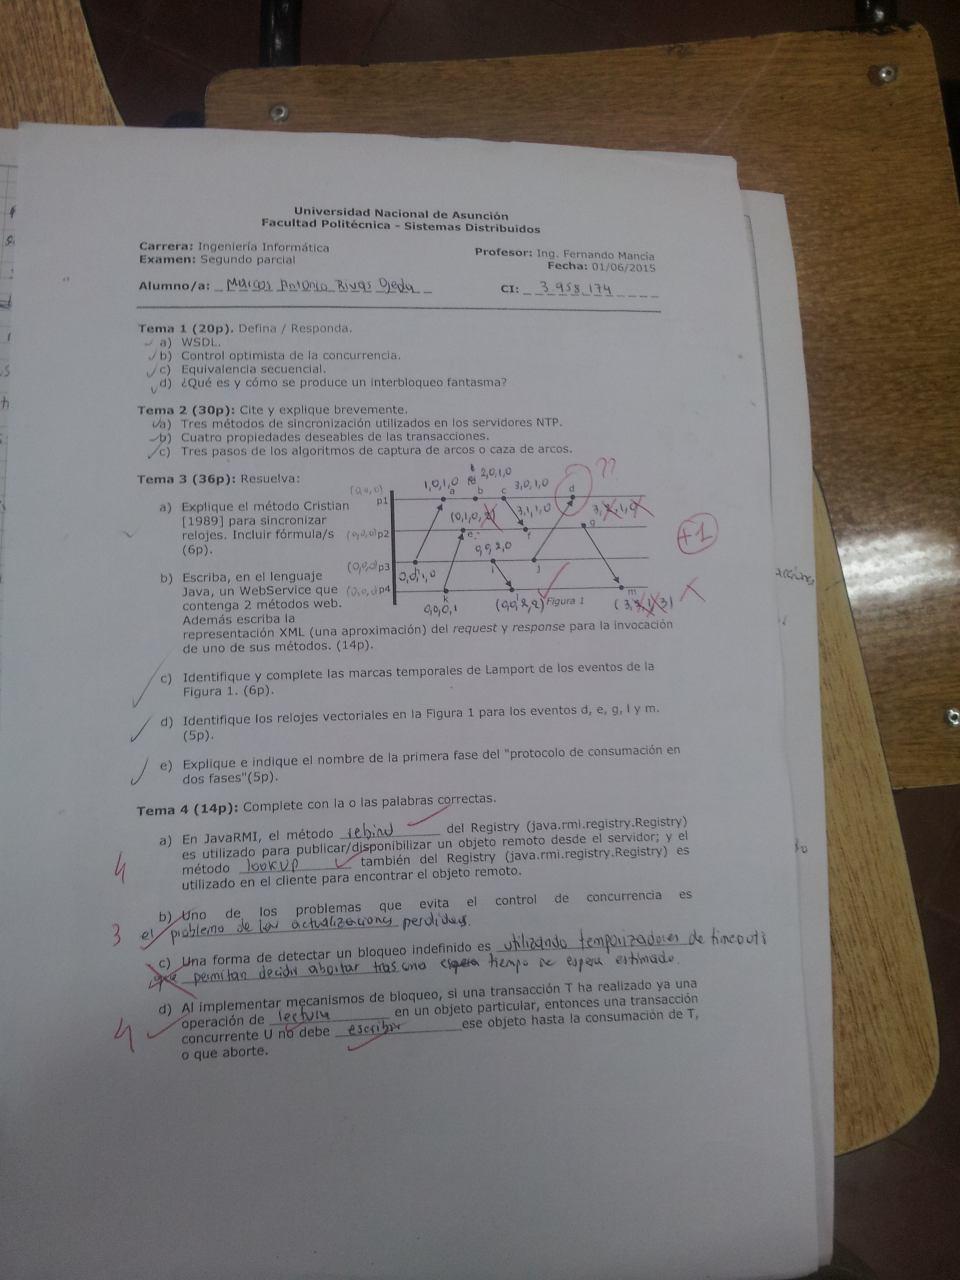 Universidad Nacional de Asunción
Facultad Politécnica - Sistemas Distribuidos
Carrera: Ingeniería Informática
Profesor: Ing. Fernando Mancia
Examen: Segundo parcial
Fecha: 01/06/2015
Alumno/a: Marcos Antonio Rivas Ojeda
CI: 3 958 174
Tema 1 (20p). Defina / Responda.
a) WSDL.
b) Control optimista de la concurrencia.
c) Equivalencia secuencial.
d) ¿Qué es y cómo se produce un interbloqueo fantasma?
Tema 2 (30p): Cite y explique brevemente.
a) Tres métodos de sincronización utilizados en los servidores NTP.
b) Cuatro propiedades deseables de las transacciones.
c) Tres pasos de los algoritmos de captura de arcos o caza de arcos.
Tema 3 (36p): Resuelva:
a) Explique el método Cristian
[1989] para sincronizar
relojes. Incluir fórmula/s
(6p).
b) Escriba, en el lenguaje
Java, un WebService que
contenga 2 métodos web.
Además escriba la
representación XML (una aproximación) del request y response para la invocación
de uno de sus métodos. (14p).
1,0,1,0
2,0,1,0
3,0,1,0
??
p1
a
b
c
d
(0,1,0,
3,1,1,0
(0,0,0)
p2
e
f
g
+1
0,0,2,0
(0,0,0)
p3
0,0,1,0
i
j
(0,0,0)
p4
k
m
0,0,0,1
(0,0,2,2)
Figura 1
c) Identifique y complete las marcas temporales de Lamport de los eventos de la
Figura 1. (6p).
d) Identifique los relojes vectoriales en la Figura 1 para los eventos d, e, g, l y m.
(5p).
e) Explique e indique el nombre de la primera fase del "protocolo de consumación en
dos fases"(5p).
Tema 4 (14p): Complete con la o las palabras correctas.
a) En JavaRMI, el método rebind del Registry (java.rmi.registry.Registry)
es utilizado para publicar/disponibilizar un objeto remoto desde el servidor; y el
4
método lookup también del Registry (java.rmi.registry.Registry) es
utilizado en el cliente para encontrar el objeto remoto.
b) Uno de los problemas que evita el control de concurrencia es
3
el problema de las actualizaciones perdidas.
c) Una forma de detectar un bloqueo indefinido es utilizando temporizadores de timeouts
que permitan decidir abortar tras una espera tiempo de espera estimado.
d) Al implementar mecanismos de bloqueo, si una transacción T ha realizado ya una
4
operación de lectura en un objeto particular, entonces una transacción
concurrente U no debe escribir ese objeto hasta la consumación de T,
o que aborte.